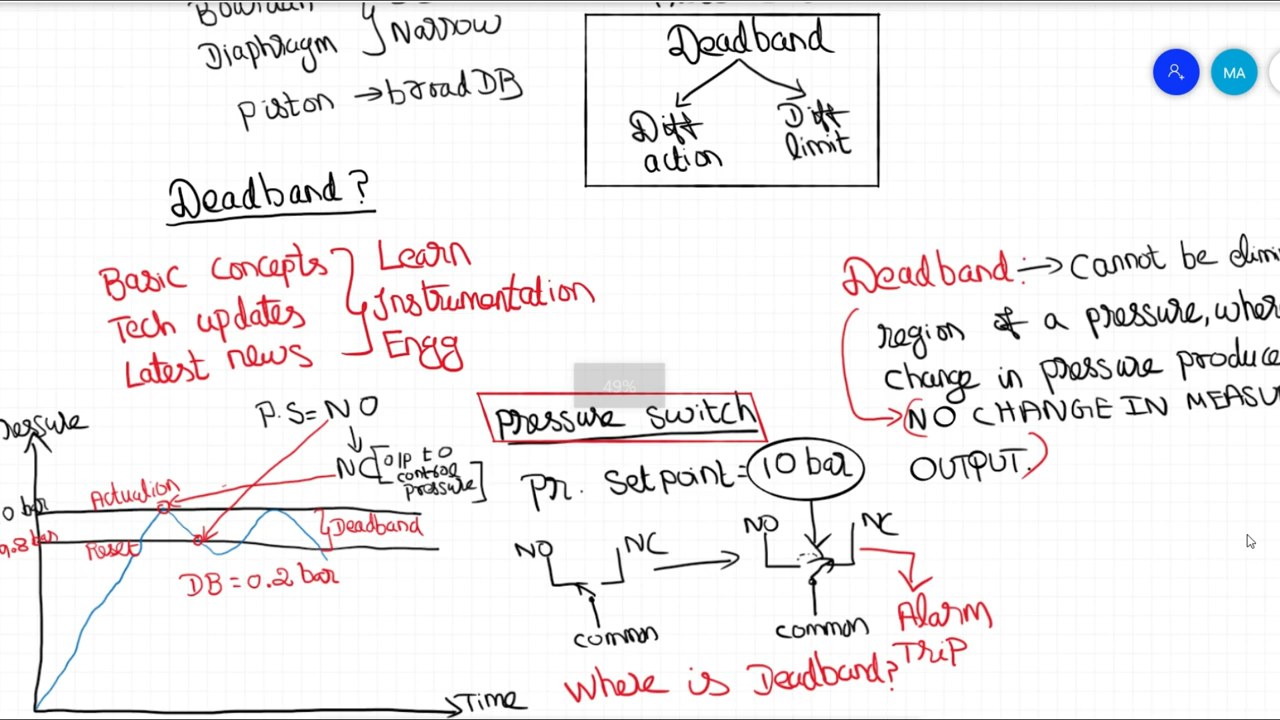 Diaphragm
Narrow
piston → broad DB
Deadband
Diff
action
Diff
limit
MA
Deadband?
Basic concepts
Tech updates
Latest news
Learn
Instrumentation
Engg
Deadband: → Cannot be
region of a pressure, where
change in pressure produce
NO CHANGE IN
OUTPUT.
49%
Pressure switch
Pr. Setpoint = 10 bar
NO
NC
common
NO
NC
common
Alarm
Trip
Where is Deadband?
P.S = NO
NC [O/p to
control
pressure]
Actuation
Reset
Deadband
DB = 0.2 bar
Time